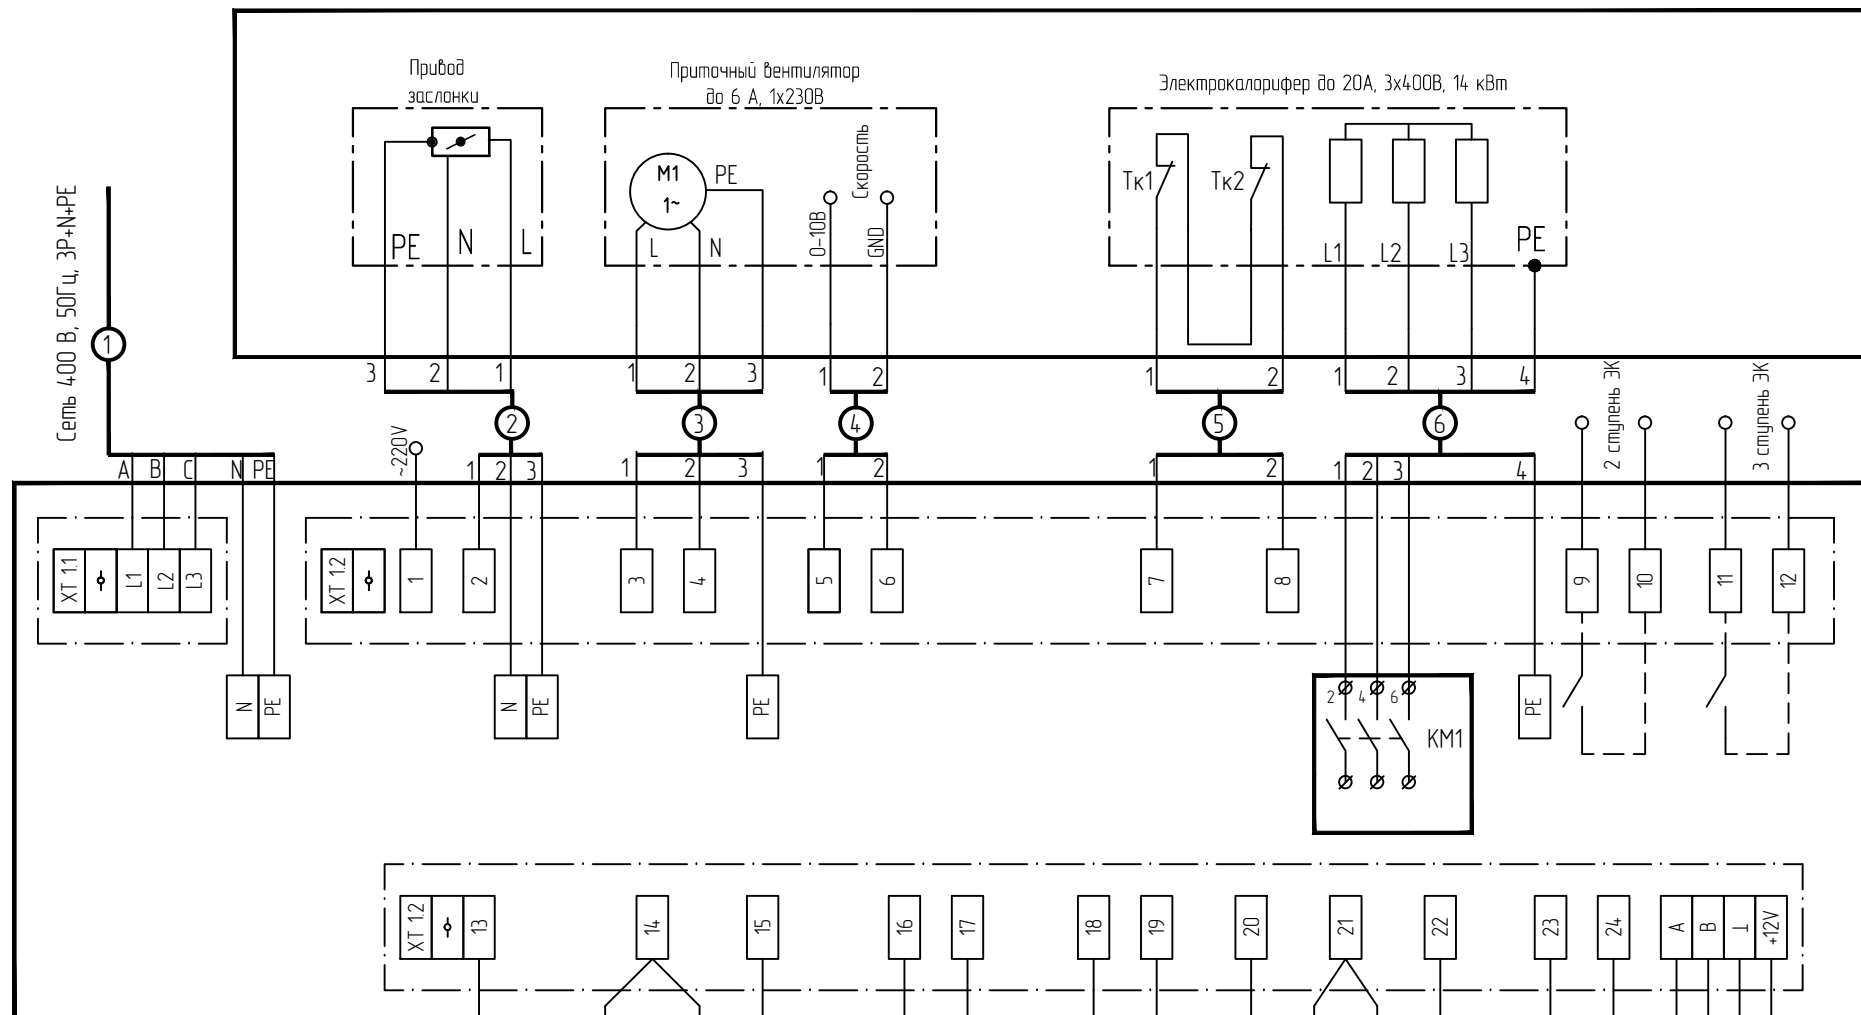 Привод
заслонки
Приточный вентилятор
до 6 А, 1х230В
Электрокалорифер до 20А, 3х400В, 14 кВт
Сеть 400 В, 50Гц, 3P+N+PE
1
PE N L
M1
1~
PE
L N
0-10В
GND
Скорость
Тк1 Тк2
L1 L2 L3 PE
3 2 1
1 2 3
1 2
1 2
1 2 3 4
2 3 4 5 6
~220V
2 ступень ЭК
3 ступень ЭК
A B C N PE
1 2 3
1 2 3
1 2
1 2
1 2 3 4
XT 1.1 L1 L2 L3
XT 1.2 1 2 3 4 5 6 7 8 9 10 11 12
N PE
N PE
PE
2 4 6
KM1
PE
XT 1.2 13 14 15 16 17 18 19 20 21 22 23 24 A B ⊥ +12V